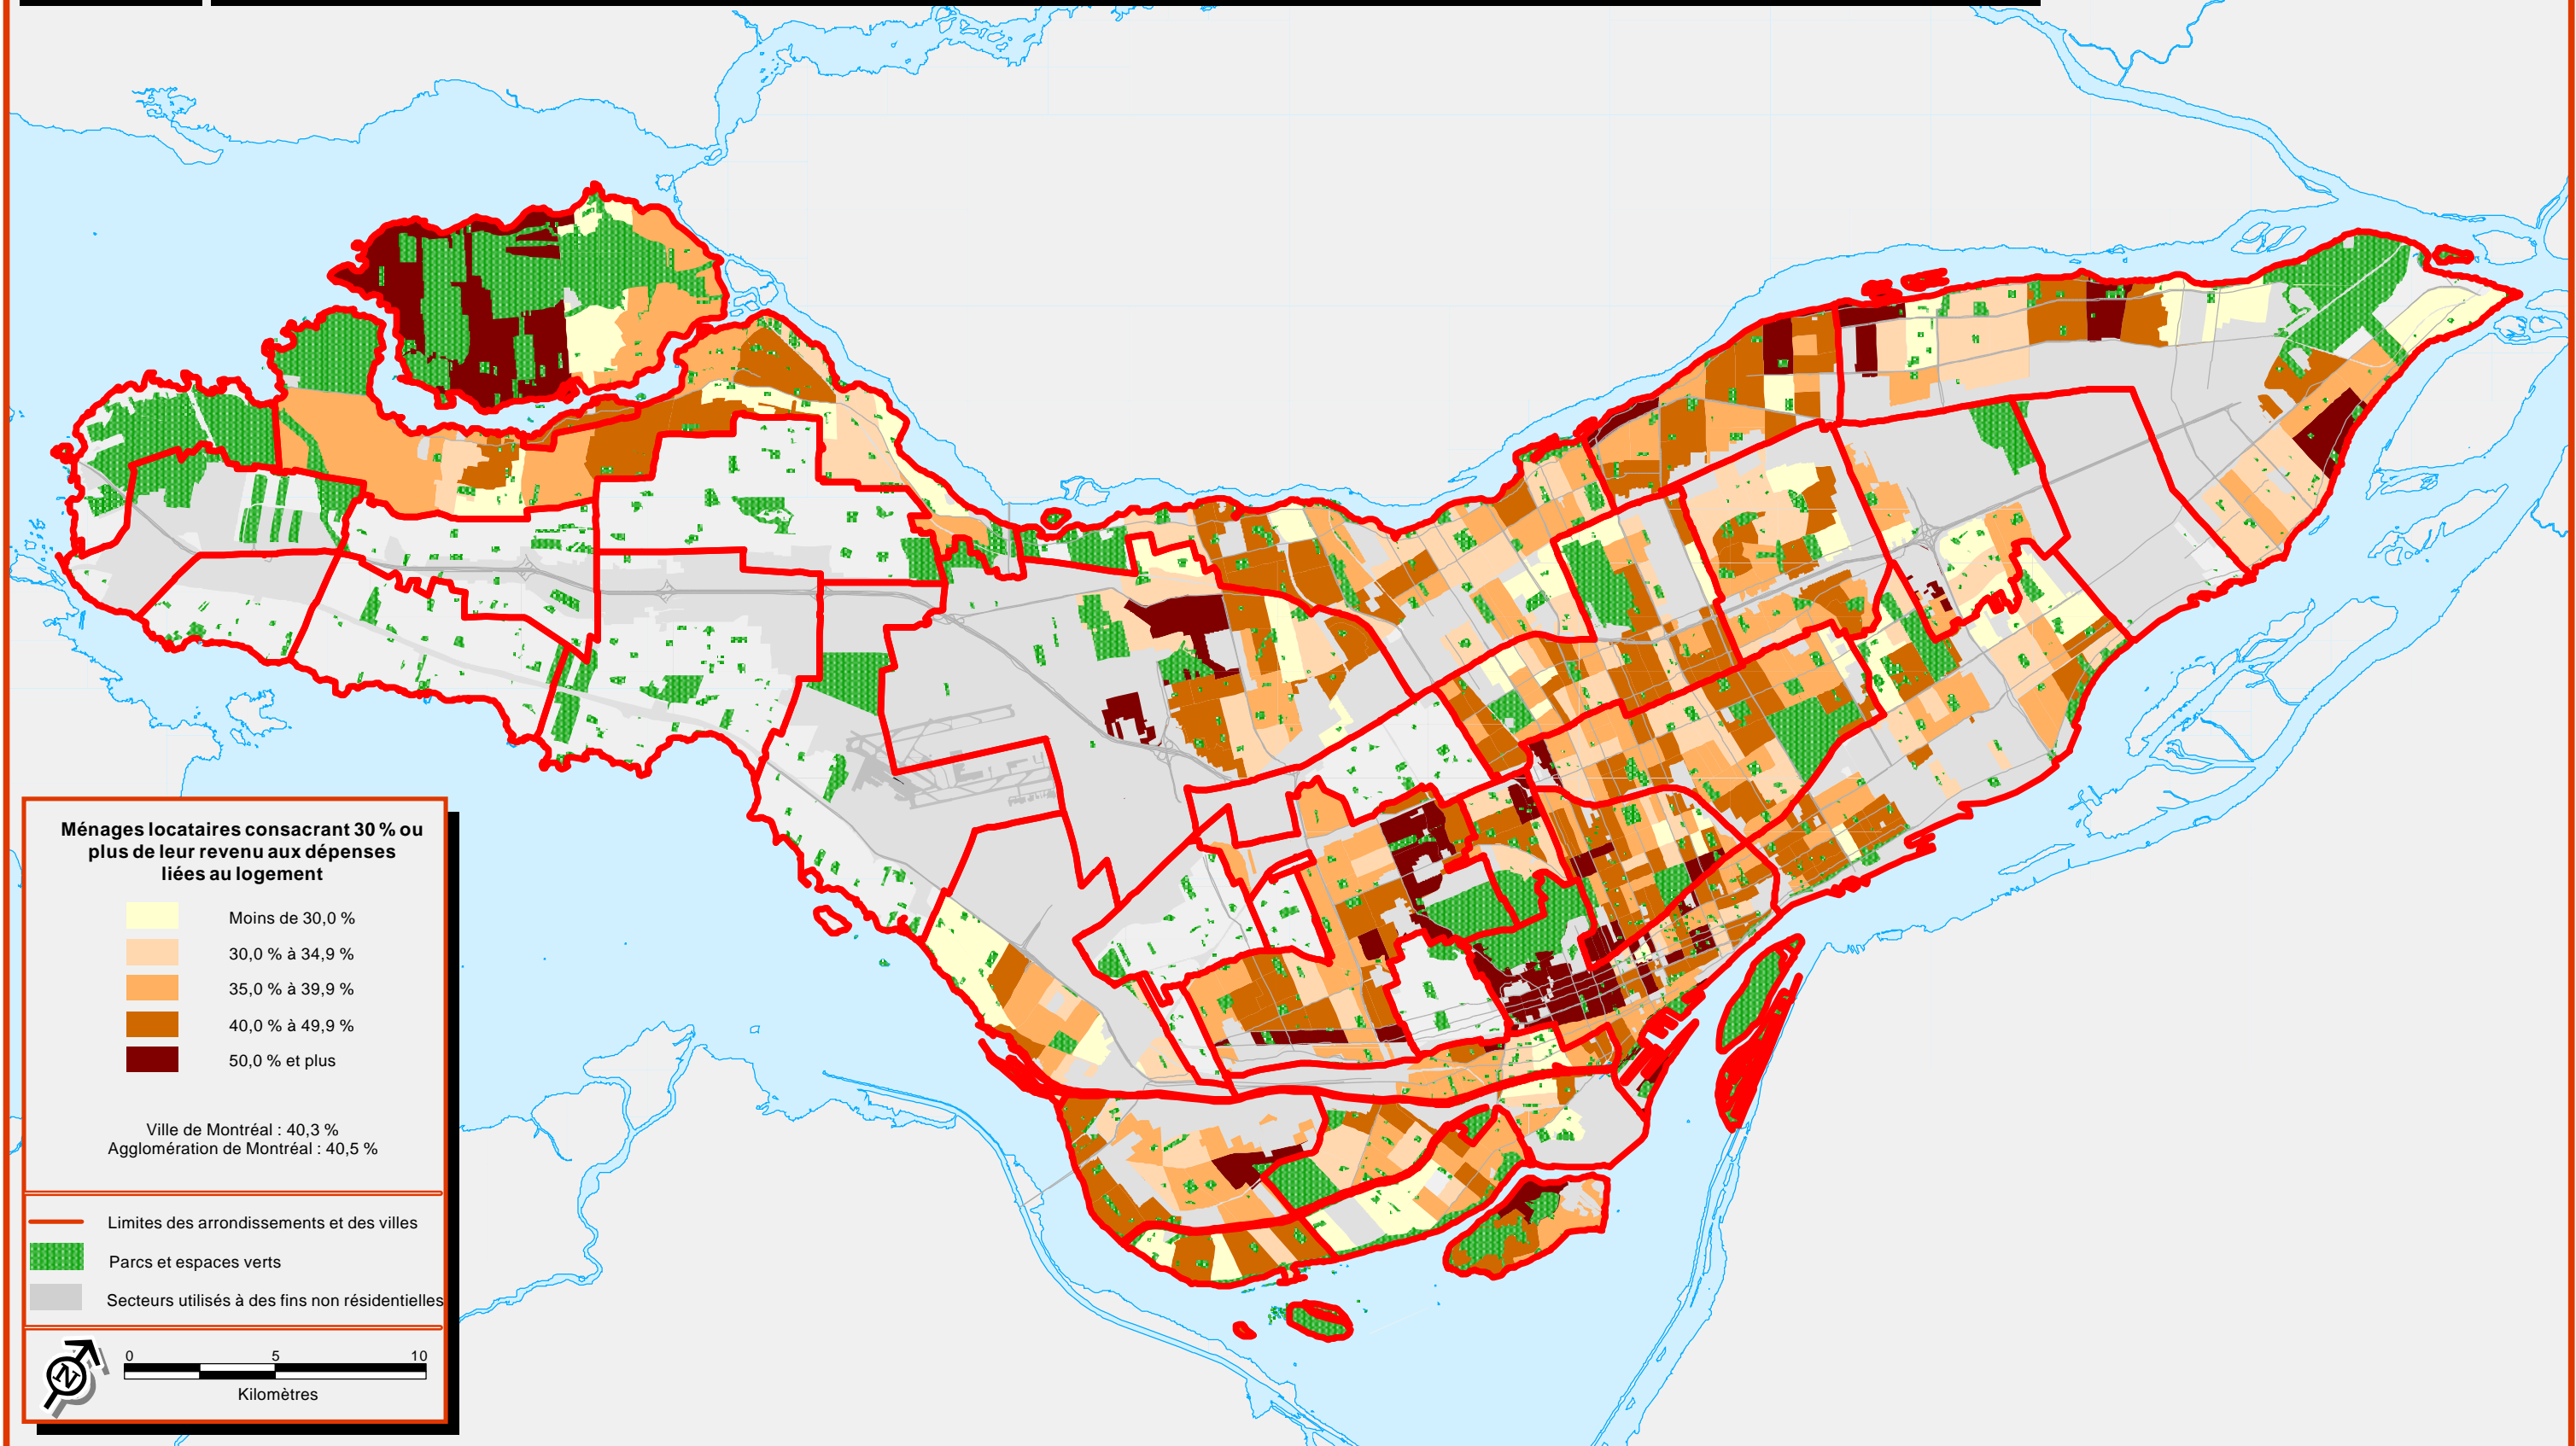 Ménages locataires consacrant 30 % ou
plus de leur revenu aux dépenses
liées au logement
Moins de 30,0 %
30,0 % à 34,9 %
35,0 % à 39,9 %
40,0 % à 49,9 %
50,0 % et plus
Ville de Montréal : 40,3 %
Agglomération de Montréal : 40,5 %
Limites des arrondissements et des villes
Parcs et espaces verts
Secteurs utilisés à des fins non résidentielles
N
0 5 10
Kilomètres